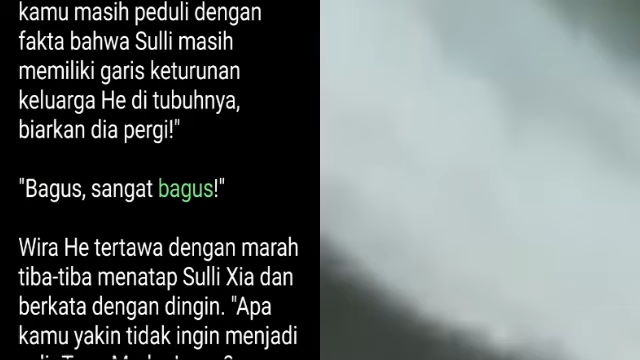 kamu masih peduli dengan
fakta bahwa Sulli masih
memiliki garis keturunan
keluarga He di tubuhnya,
biarkan dia pergi!"
"Bagus, sangat bagus!"
Wira He tertawa dengan marah
tiba-tiba menatap Sulli Xia dan
berkata dengan dingin. "Apa
kamu yakin tidak ingin menjadi